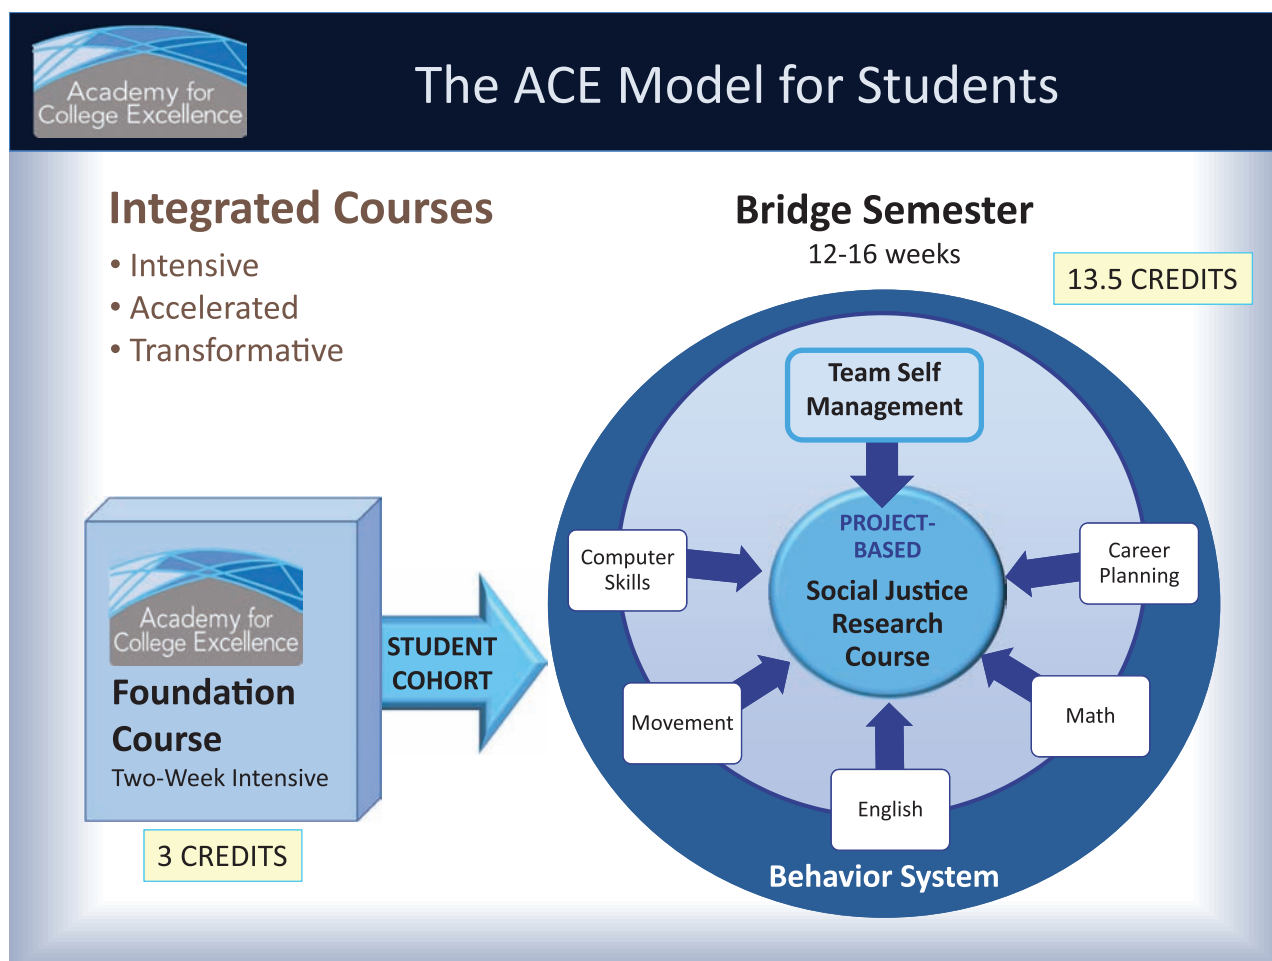 Academy for
College Excellence
The ACE Model for Students
Integrated Courses
• Intensive
• Accelerated
• Transformative
Bridge Semester
12-16 weeks
13.5 CREDITS
Team Self
Management
PROJECT-
BASED
Social Justice
Research
Course
Computer
Skills
Career
Planning
Movement
Math
English
Behavior System
Academy for
College Excellence
Foundation
Course
Two-Week Intensive
STUDENT
COHORT
3 CREDITS